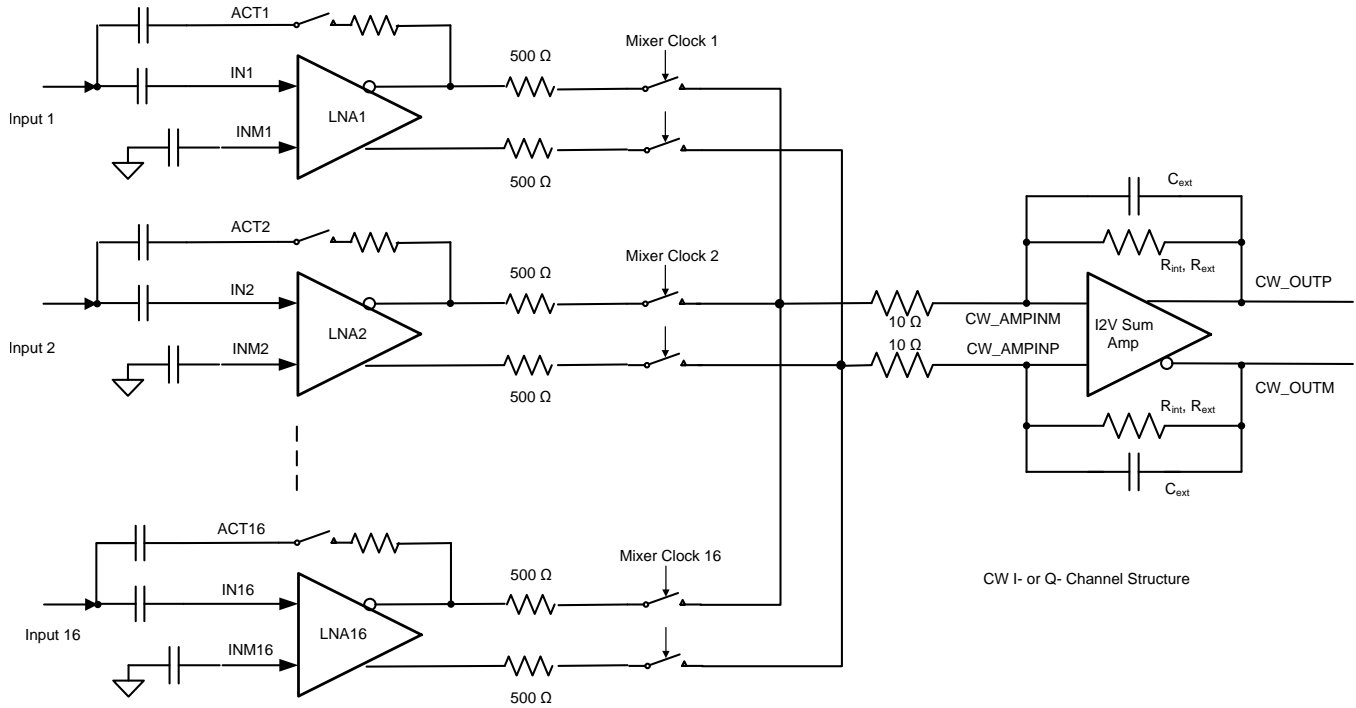 ACT1
500 Ω
Mixer Clock 1
IN1
LNA1
Input 1
INM1
500 Ω
Cext
ACT2
500 Ω
Mixer Clock 2
Rint, Rext
IN2
CW_OUTP
LNA2
10 Ω
CW_AMPINM
I2V Sum
Amp
Input 2
10 Ω
CW_AMPINP
INM2
CW_OUTM
500 Ω
Rint, Rext
Cext
ACT16
Mixer Clock 16
500 Ω
IN16
CW I- or Q- Channel Structure
LNA16
Input 16
INM16
500 Ω